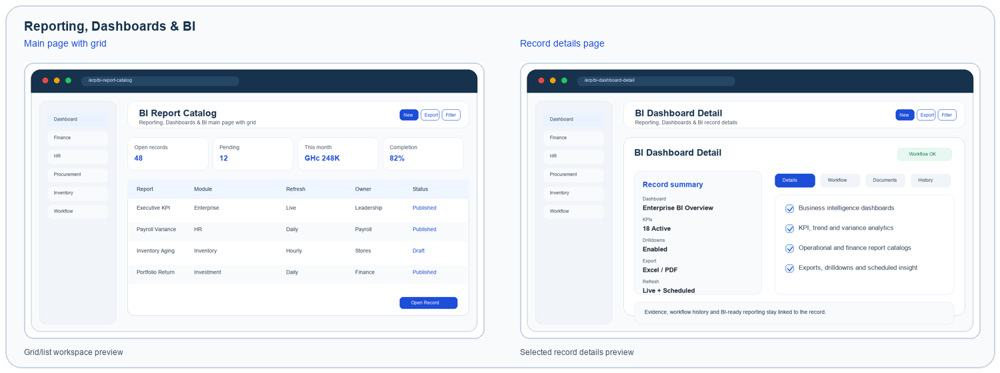 Reporting, Dashboards & BI
Main page with grid
/erp/bi-report-catalog
Dashboard
Finance
HR
Procurement
Inventory
Workflow
BI Report Catalog
Reporting, Dashboards & BI main page with grid
New
Export
Filter
Open records
48
Pending
12
This month
GHc 248K
Completion
82%
Report Module Refresh Owner Status
Executive KPI Enterprise Live Leadership Published
Payroll Variance HR Daily Payroll Published
Inventory Aging Inventory Hourly Stores Draft
Portfolio Return Investment Daily Finance Published
Open Record
Grid/list workspace preview
Record details page
/erp/bi-dashboard-detail
Dashboard
Finance
HR
Procurement
Inventory
Workflow
BI Dashboard Detail
Reporting, Dashboards & BI record details
New
Export
Filter
BI Dashboard Detail
Workflow OK
Record summary
Dashboard
Enterprise BI Overview
KPIs
18 Active
Drilldowns
Enabled
Export
Excel / PDF
Refresh
Live + Scheduled
Details
Workflow
Documents
History
Business intelligence dashboards
KPI, trend and variance analytics
Operational and finance report catalogs
Exports, drilldowns and scheduled insight
Evidence, workflow history and BI-ready reporting stay linked to the record.
Selected record details preview